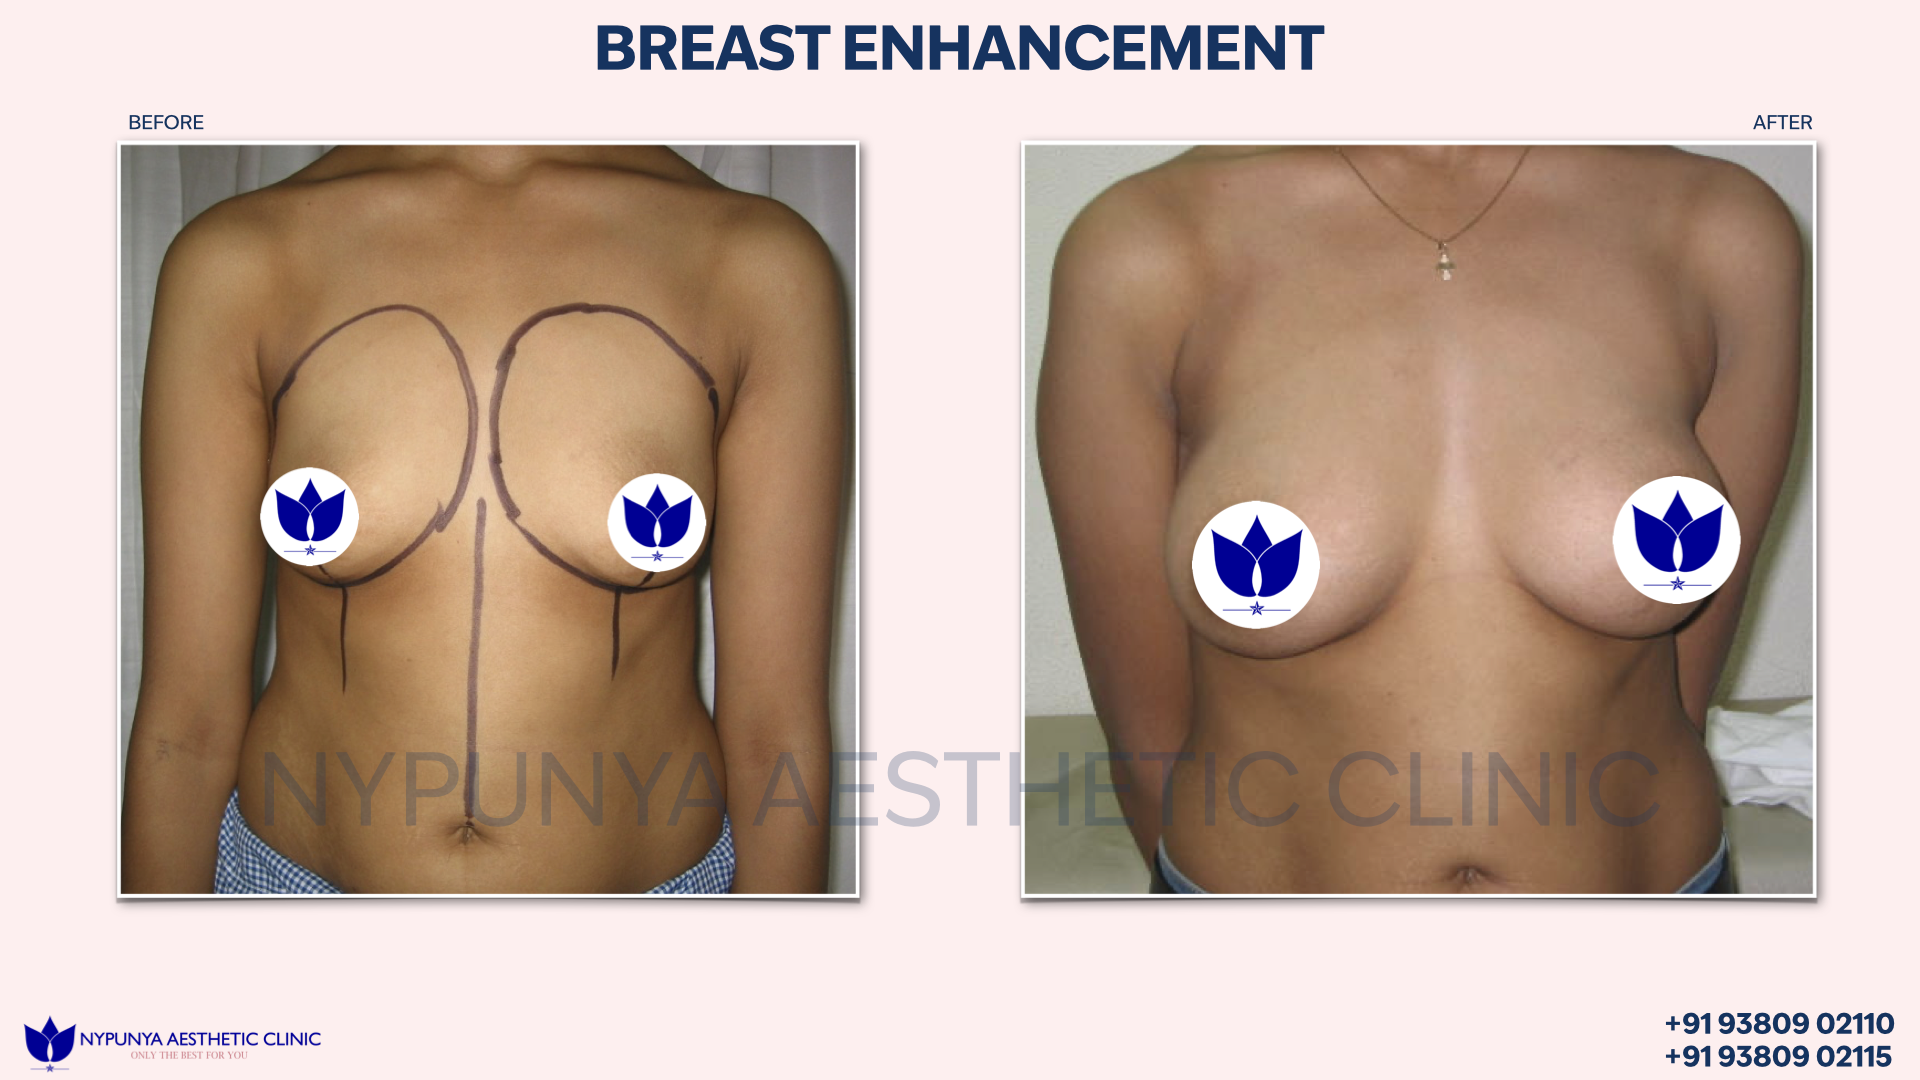 BREAST ENHANCEMENT
BEFORE
AFTER
NYPUNYA AESTHETIC CLINIC
NYPUNYA AESTHETIC CLINIC
ONLY THE BEST FOR YOU
+91 93809 02110
+91 93809 02115